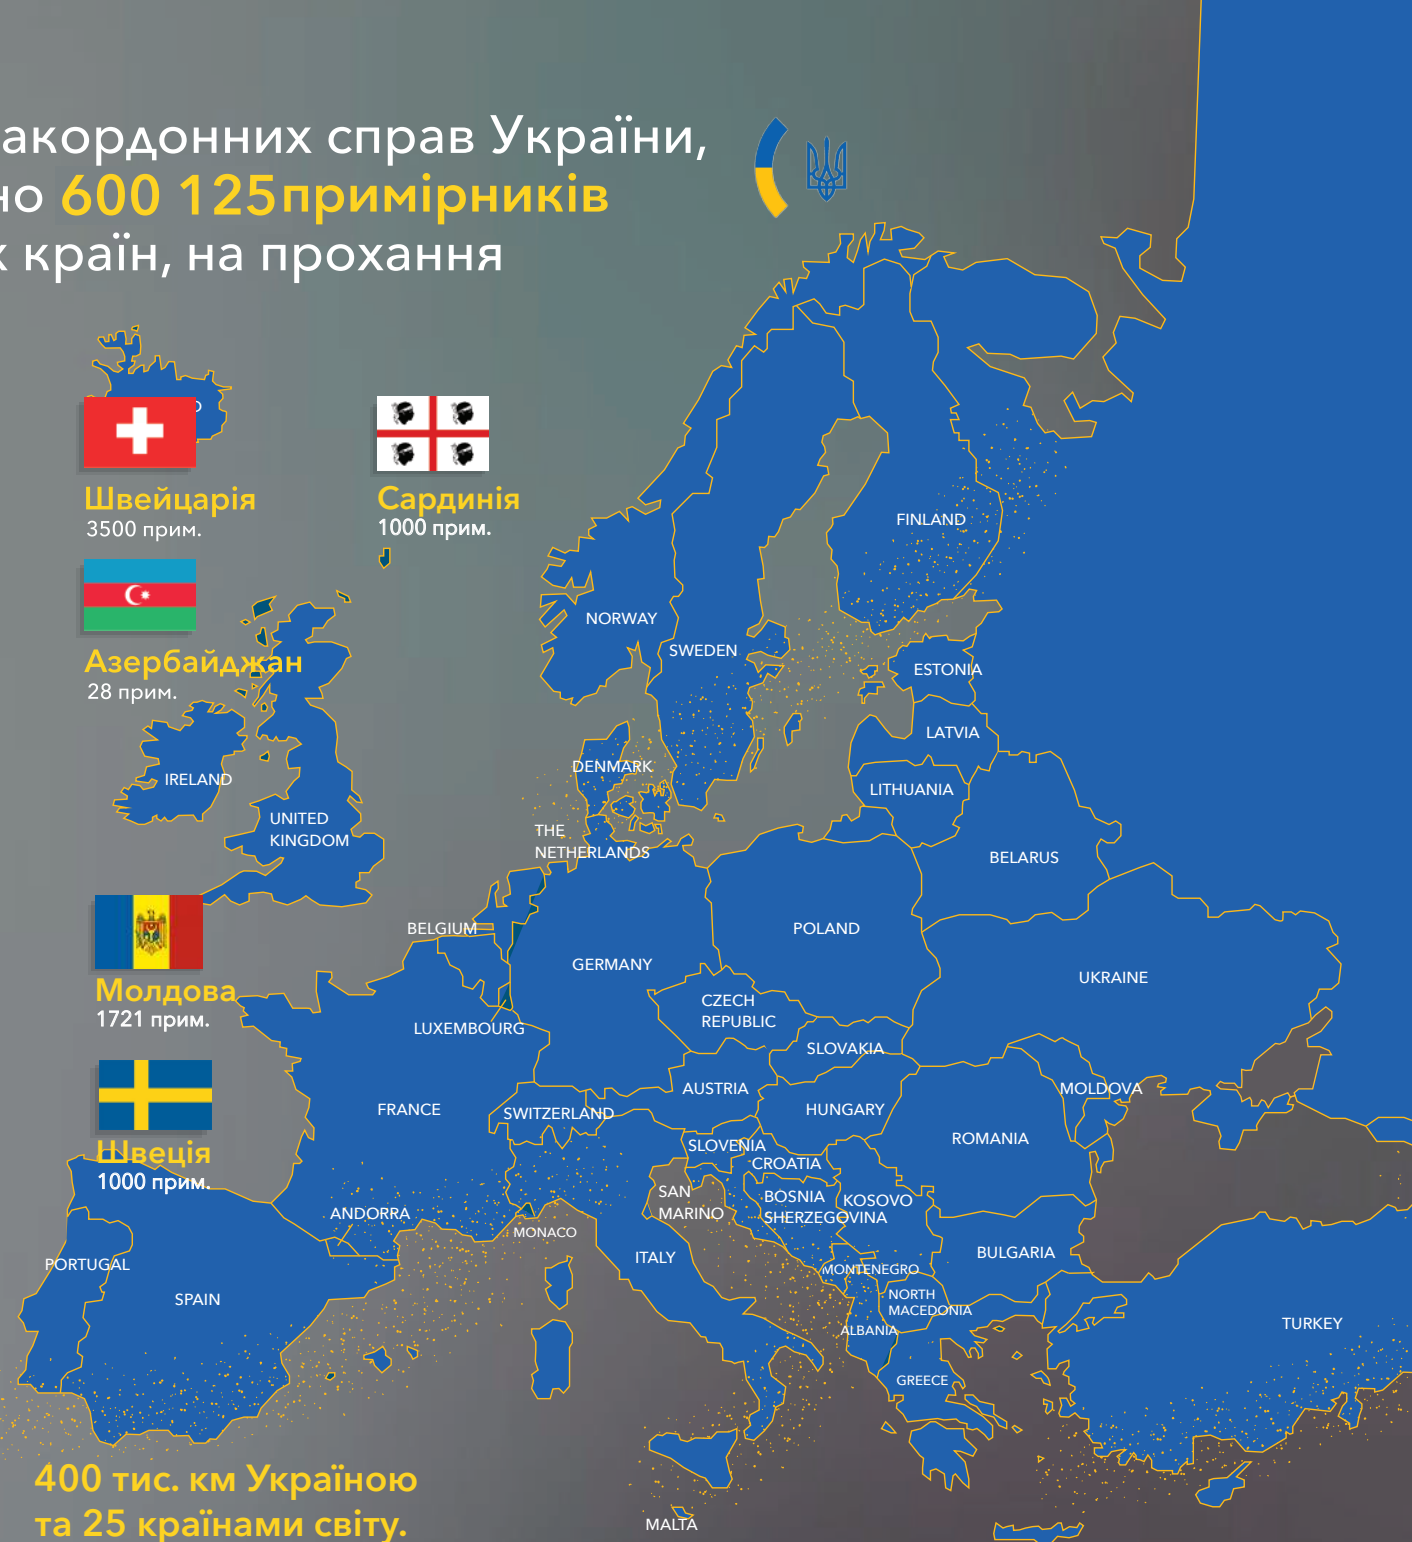 акордонних справ України,
но 600 125 примірників
х країн, на прохання
Швейцарія
3500 прим.
Сардинія
1000 прим.
Азербайджан
28 прим.
Молдова
1721 прим.
Швеція
1000 прим.
FINLAND
NORWAY
SWEDEN
ESTONIA
LATVIA
DENMARK
IRELAND
LITHUANIA
UNITED
KINGDOM
THE
NETHERLANDS
BELARUS
BELGIUM
POLAND
GERMANY
UKRAINE
CZECH
REPUBLIC
LUXEMBOURG
SLOVAKIA
AUSTRIA
MOLDOVA
FRANCE
SWITZERLAND
HUNGARY
ROMANIA
SLOVENIA
CROATIA
SAN
MARINO
BOSNIA
SHERZEGOVINA
KOSOVO
ANDORRA
MONACO
ITALY
BULGARIA
PORTUGAL
MONTENEGRO
SPAIN
NORTH
MACEDONIA
TURKEY
ALBANIA
GREECE
MALTA
400 тис. км Україною
та 25 країнами світу.